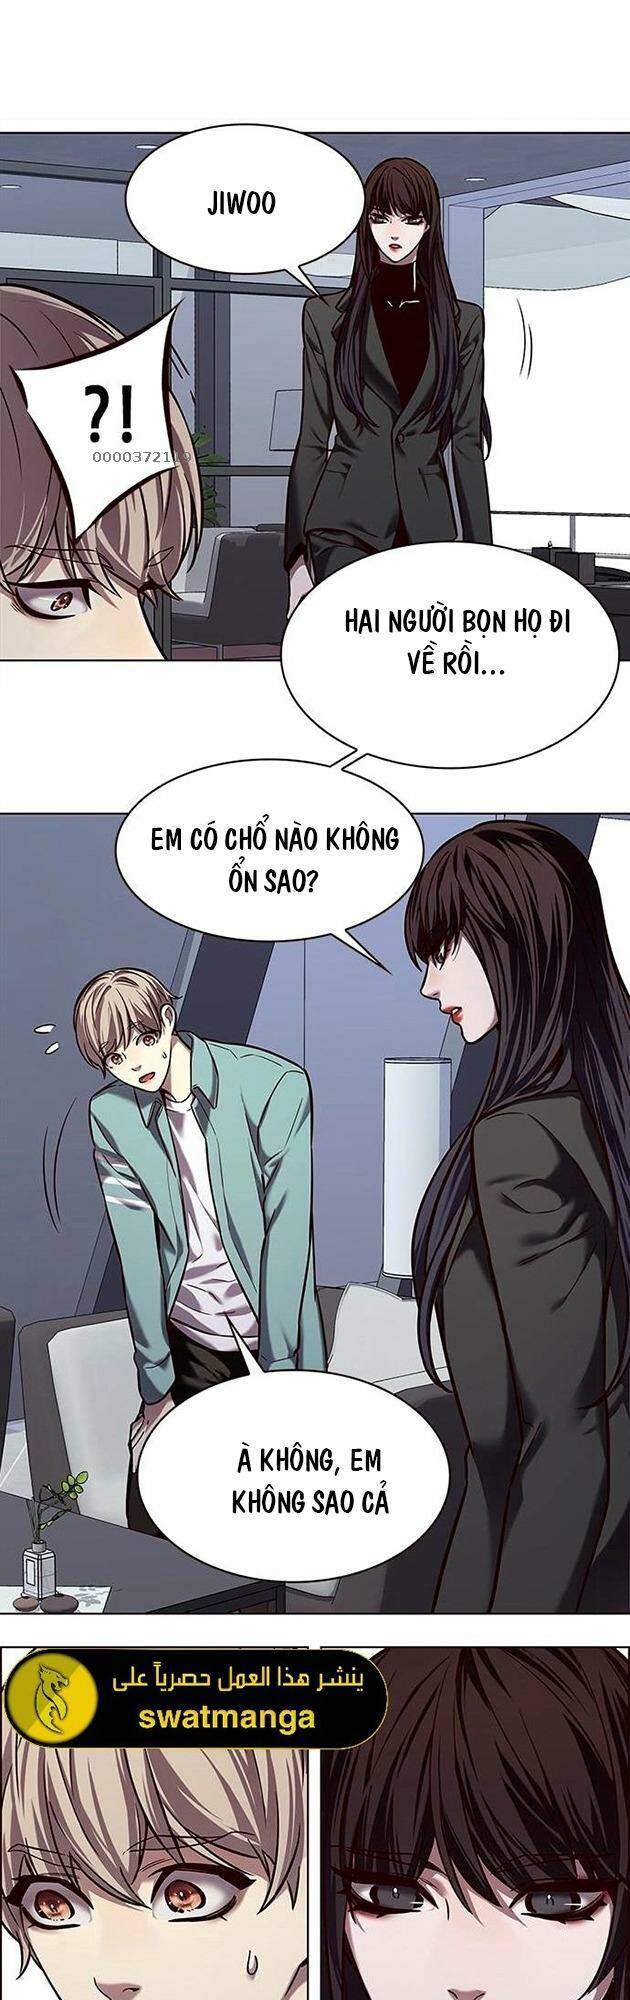 JIWOO
?!
0000372119
HAI NGƯỜI BỌN HỌ ĐI
VỀ RỒI...
EM CÓ CHỔ NÀO KHÔNG
ỔN SAO?
À KHÔNG, EM
KHÔNG SAO CẢ
ينشر هذا العمل حصرياً على
swatmanga